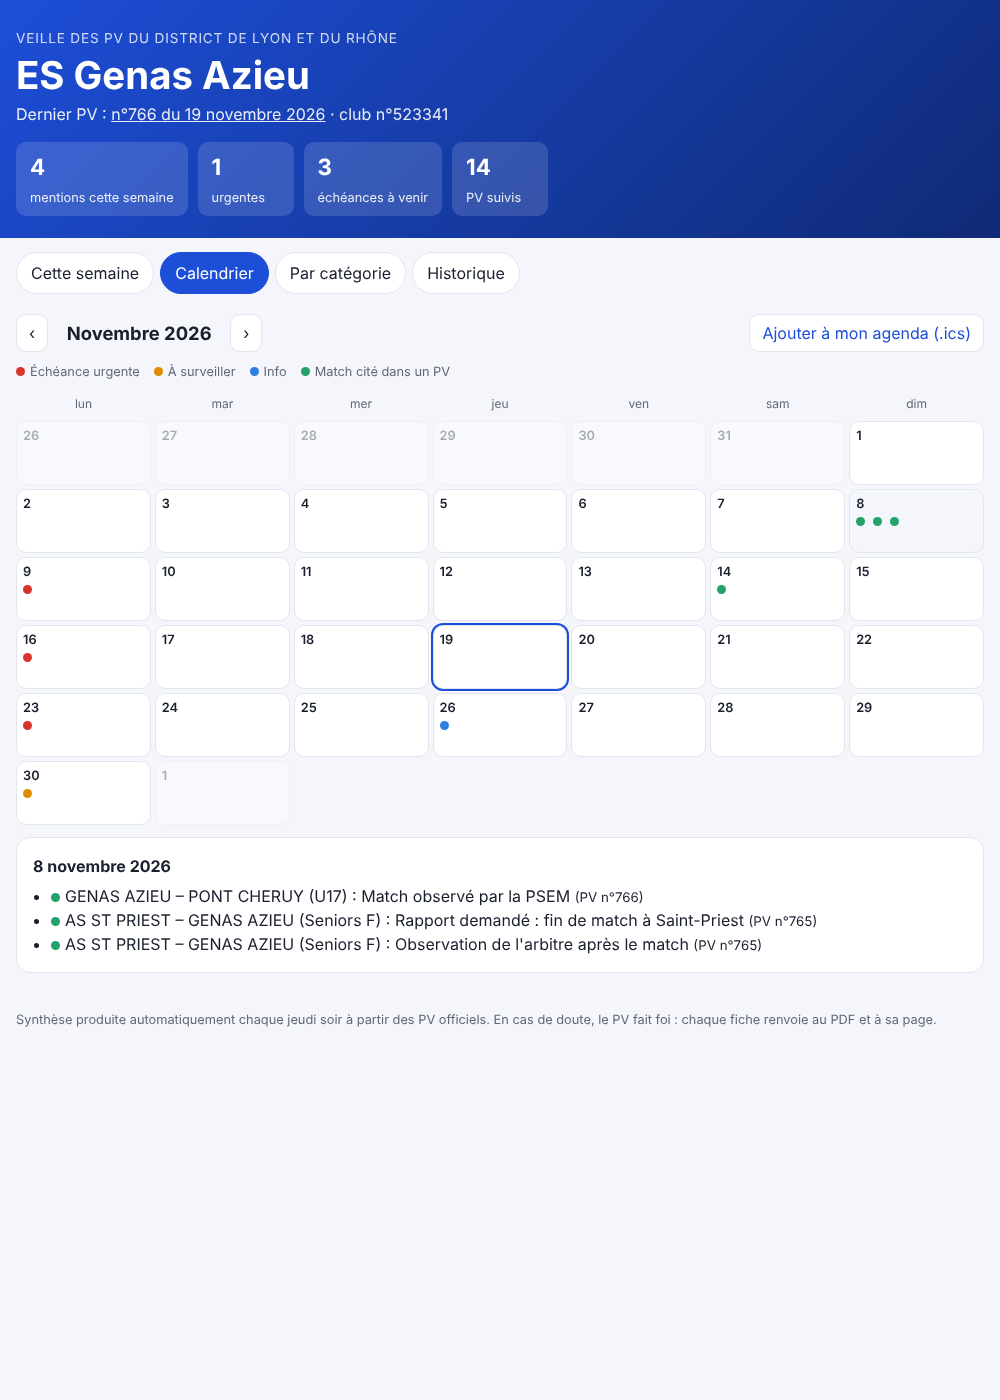 VEILLE DES PV DU DISTRICT DE LYON ET DU RHÔNE
ES Genas Azieu
Dernier PV : n°766 du 19 novembre 2026 · club n°523341
4 1 3 14
mentions cette semaine urgentes échéances à venir PV suivis
Cette semaine Calendrier Par catégorie Historique
‹ Novembre 2026 › Ajouter à mon agenda (.ics)
Échéance urgente À surveiller Info Match cité dans un PV
lun mar mer jeu ven sam dim
26 27 28 29 30 31 1
2 3 4 5 6 7 8
9 10 11 12 13 14 15
16 17 18 19 20 21 22
23 24 25 26 27 28 29
30 1
8 novembre 2026
• GENAS AZIEU – PONT CHERUY (U17) : Match observé par la PSEM (PV n°766)
• AS ST PRIEST – GENAS AZIEU (Seniors F) : Rapport demandé : fin de match à Saint-Priest (PV n°765)
• AS ST PRIEST – GENAS AZIEU (Seniors F) : Observation de l'arbitre après le match (PV n°765)
Synthèse produite automatiquement chaque jeudi soir à partir des PV officiels. En cas de doute, le PV fait foi : chaque fiche renvoie au PDF et à sa page.